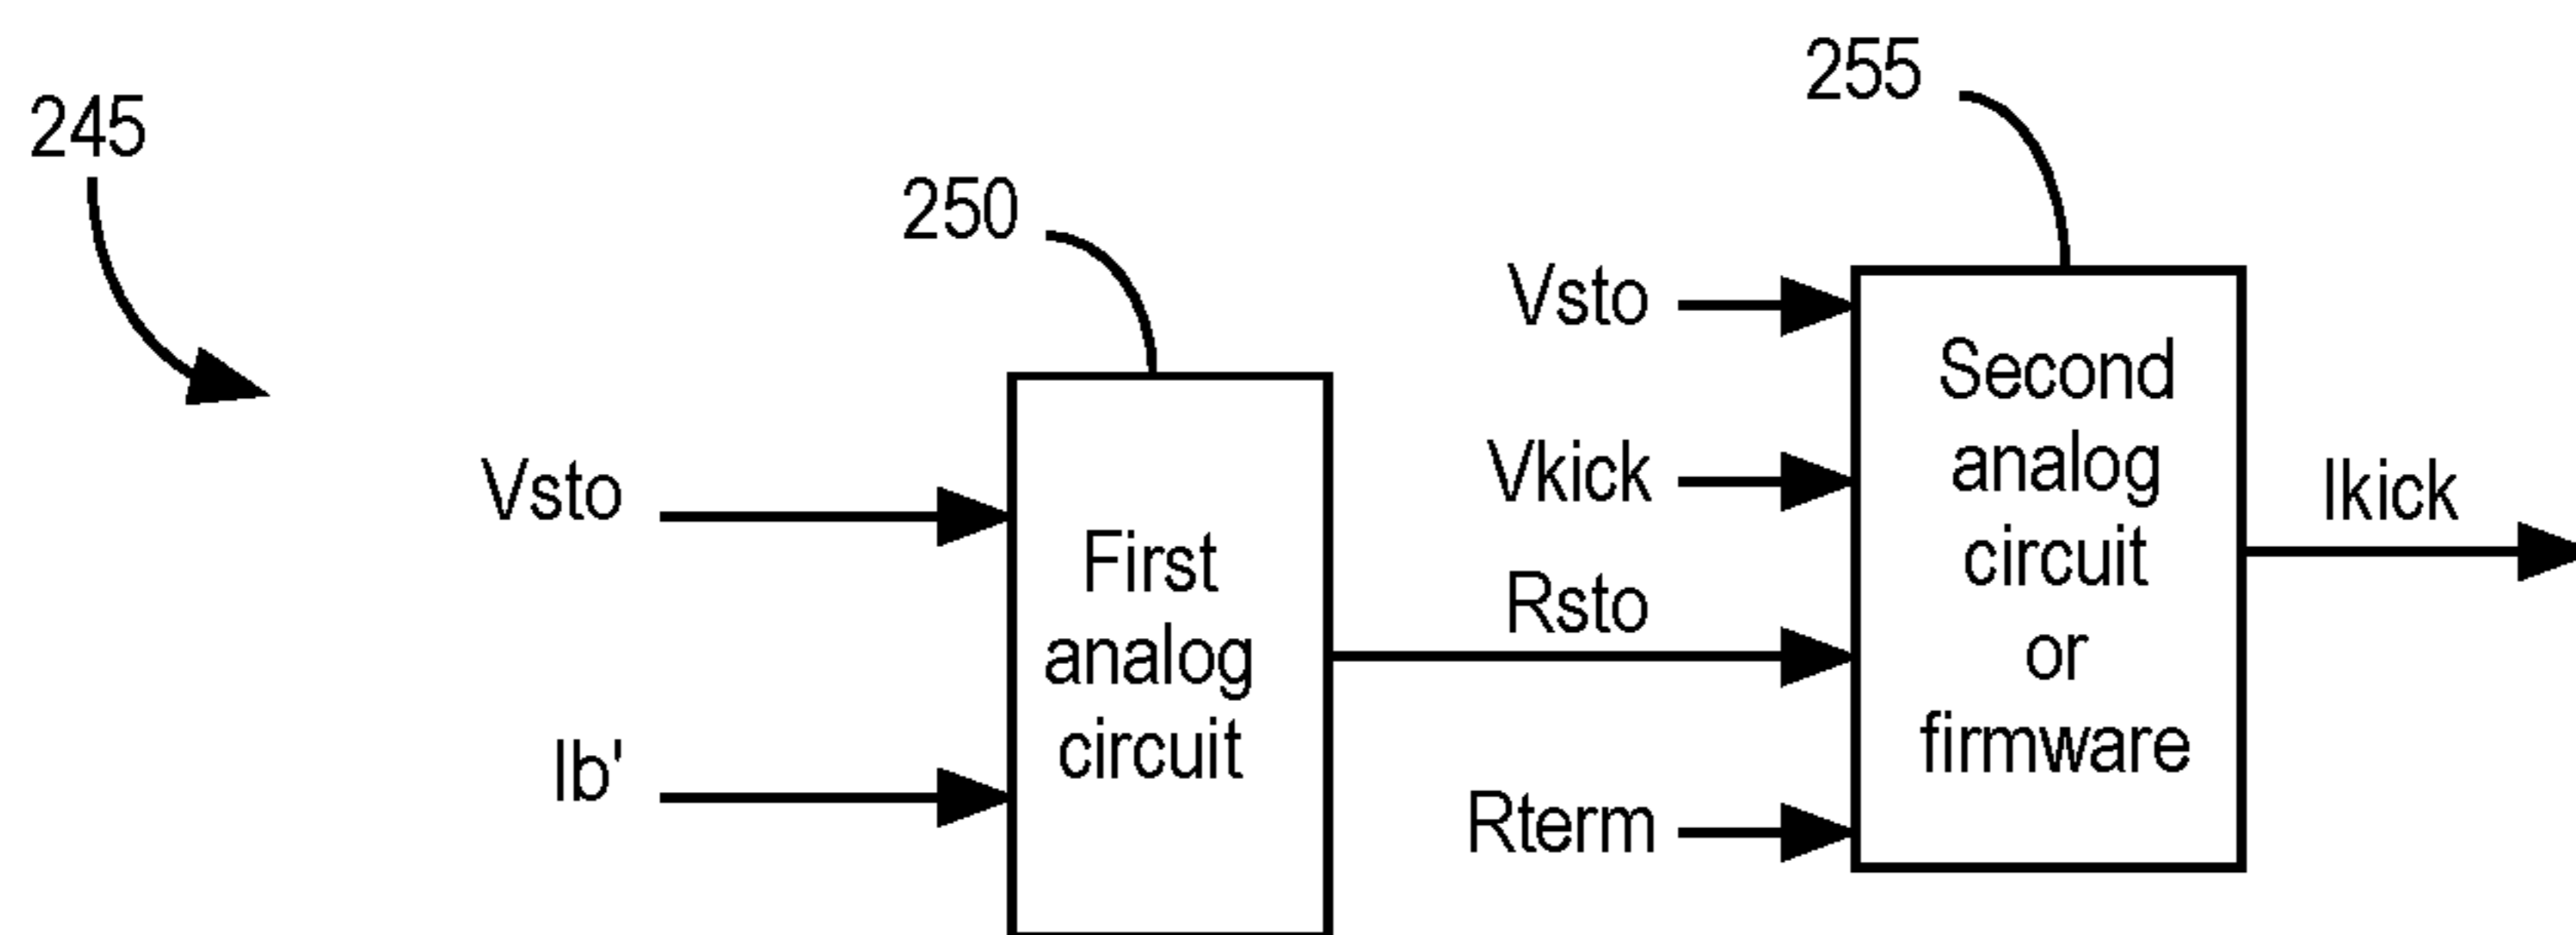 245
250
255
Vsto
Ib'
First
analog
circuit
Vsto
Vkick
Rsto
Rterm
Second
analog
circuit
or
firmware
Ikick